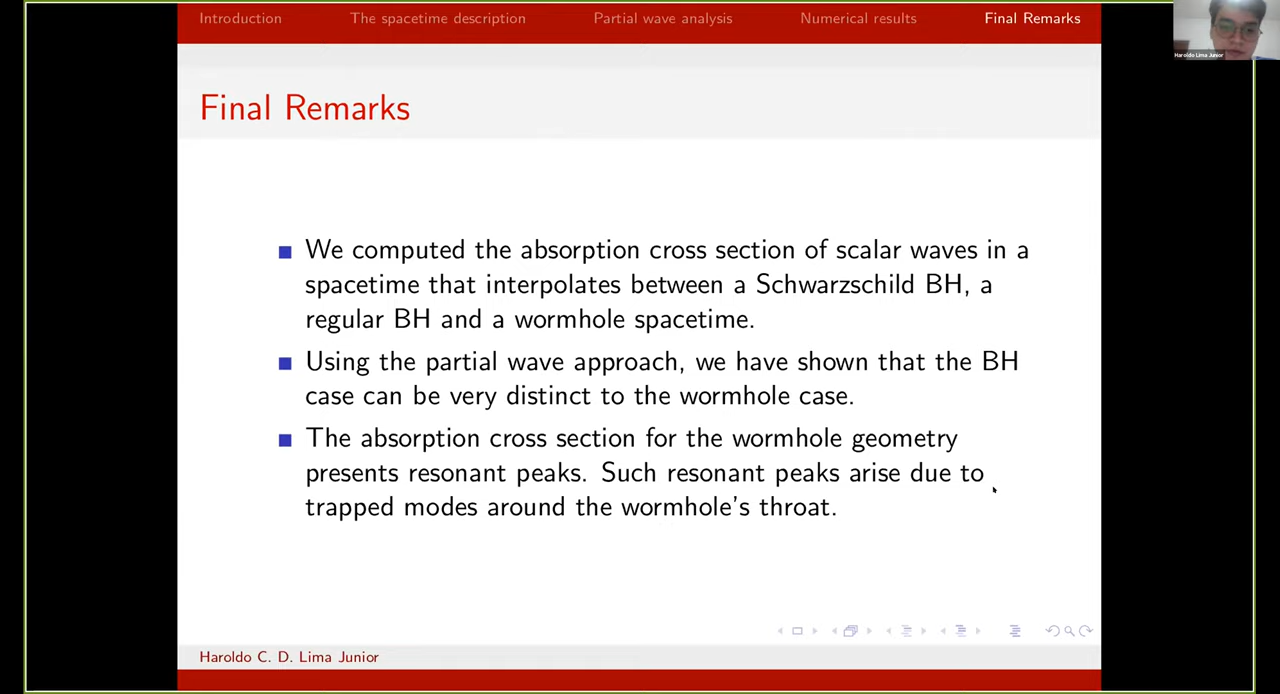 Introduction
The spacetime description
Partial wave analysis
Numerical results
Final Remarks
Haroldo Lima Junior
Final Remarks
We computed the absorption cross section of scalar waves in a
spacetime that interpolates between a Schwarzschild BH, a
regular BH and a wormhole spacetime.
Using the partial wave approach, we have shown that the BH
case can be very distinct to the wormhole case.
The absorption cross section for the wormhole geometry
presents resonant peaks. Such resonant peaks arise due to
trapped modes around the wormhole's throat.
Haroldo C. D. Lima Junior